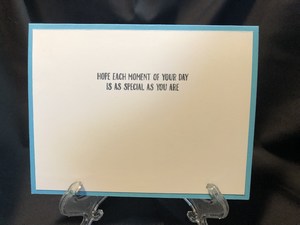 HOPE EACH MOMENT OF YOUR DAY
IS AS SPECIAL AS YOU ARE